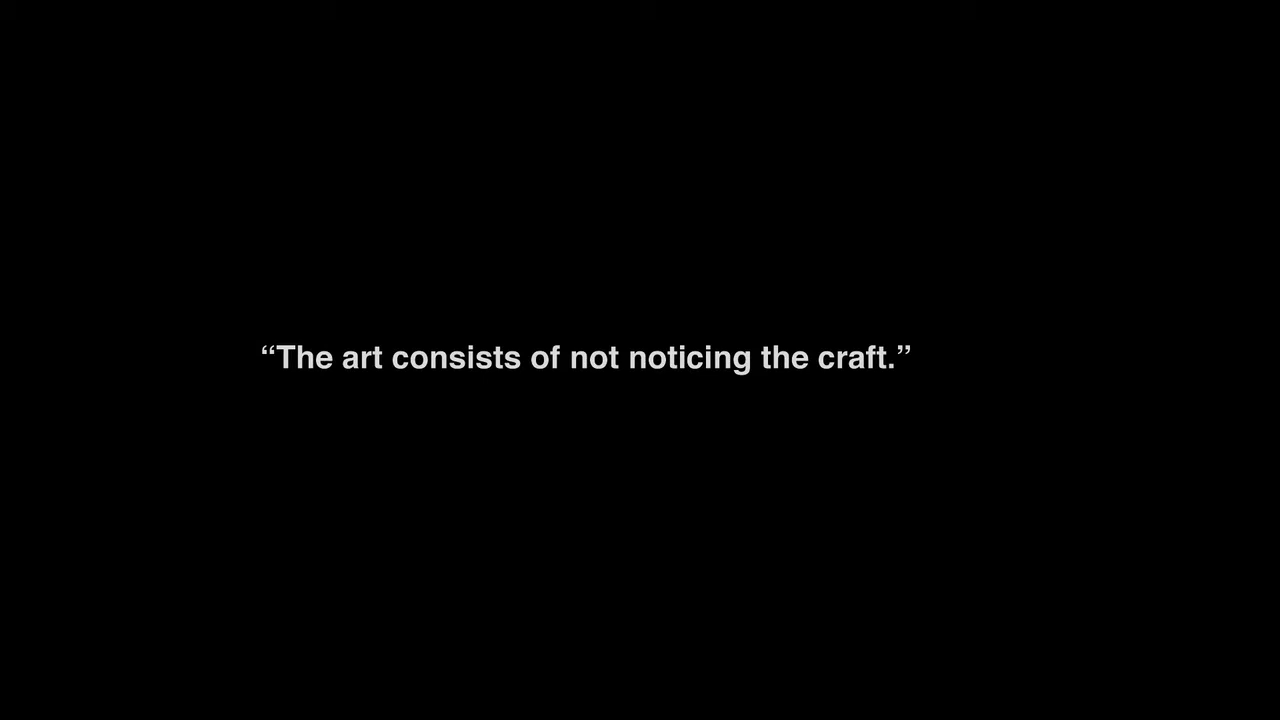 “The art consists of not noticing the craft.”